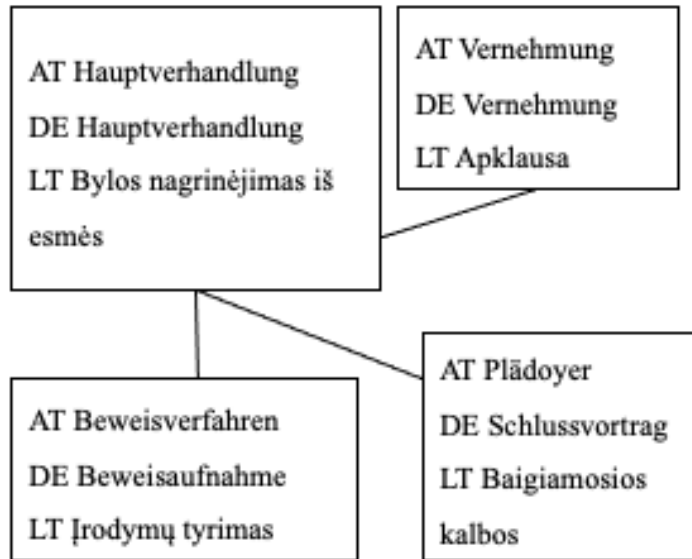 AT Hauptverhandlung
DE Hauptverhandlung
LT Bylos nagrinėjimas iš
esmės
AT Vernehmung
DE Vernehmung
LT Apklausa
AT Beweisverfahren
DE Beweisaufnahme
LT Įrodymų tyrimas
AT Plädoyer
DE Schlussvortrag
LT Baigiamosios
kalbos